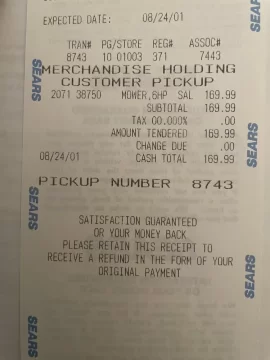 EXPECTED DATE: 08/24/01
TRAN# PG/STORE REG# ASSOC#
8743 10 01003 371 7443
MERCHANDISE HOLDING
CUSTOMER PICKUP
2071 38750 MOWER,6HP SAL 169.99
SUBTOTAL 169.99
TAX 00.000% .00
AMOUNT TENDERED 169.99
CHANGE DUE .00
08/24/01 CASH TOTAL 169.99
PICKUP NUMBER 8743
SATISFACTION GUARANTEED
OR YOUR MONEY BACK
PLEASE RETAIN THIS RECEIPT TO
RECEIVE A REFUND IN THE FORM OF YOUR
ORIGINAL PAYMENT
SEARS
SEARS
SEARS
SEARS
SEARS
SEARS
SEARS